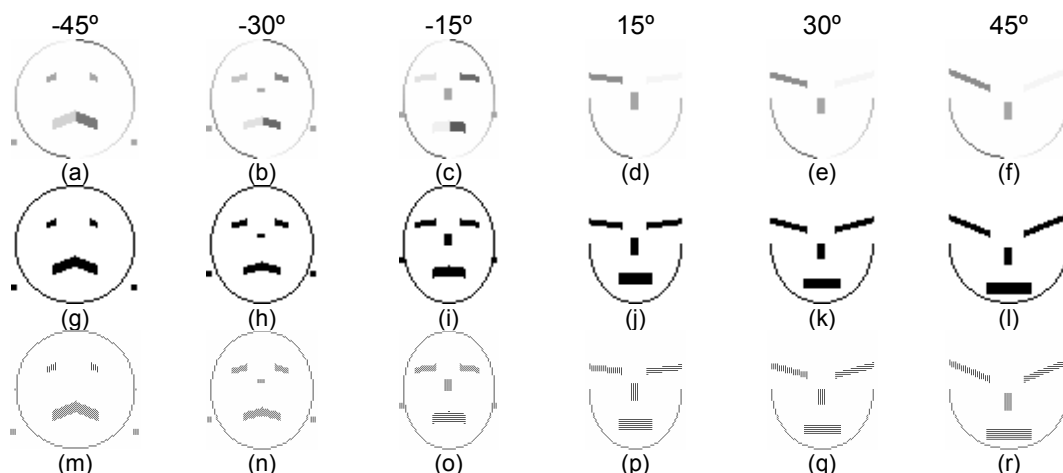 -45º -30º -15º 15º 30º 45º
(a) (b) (c) (d) (e) (f)
(g) (h) (i) (j) (k) (l)
(m) (n) (o) (p) (q) (r)